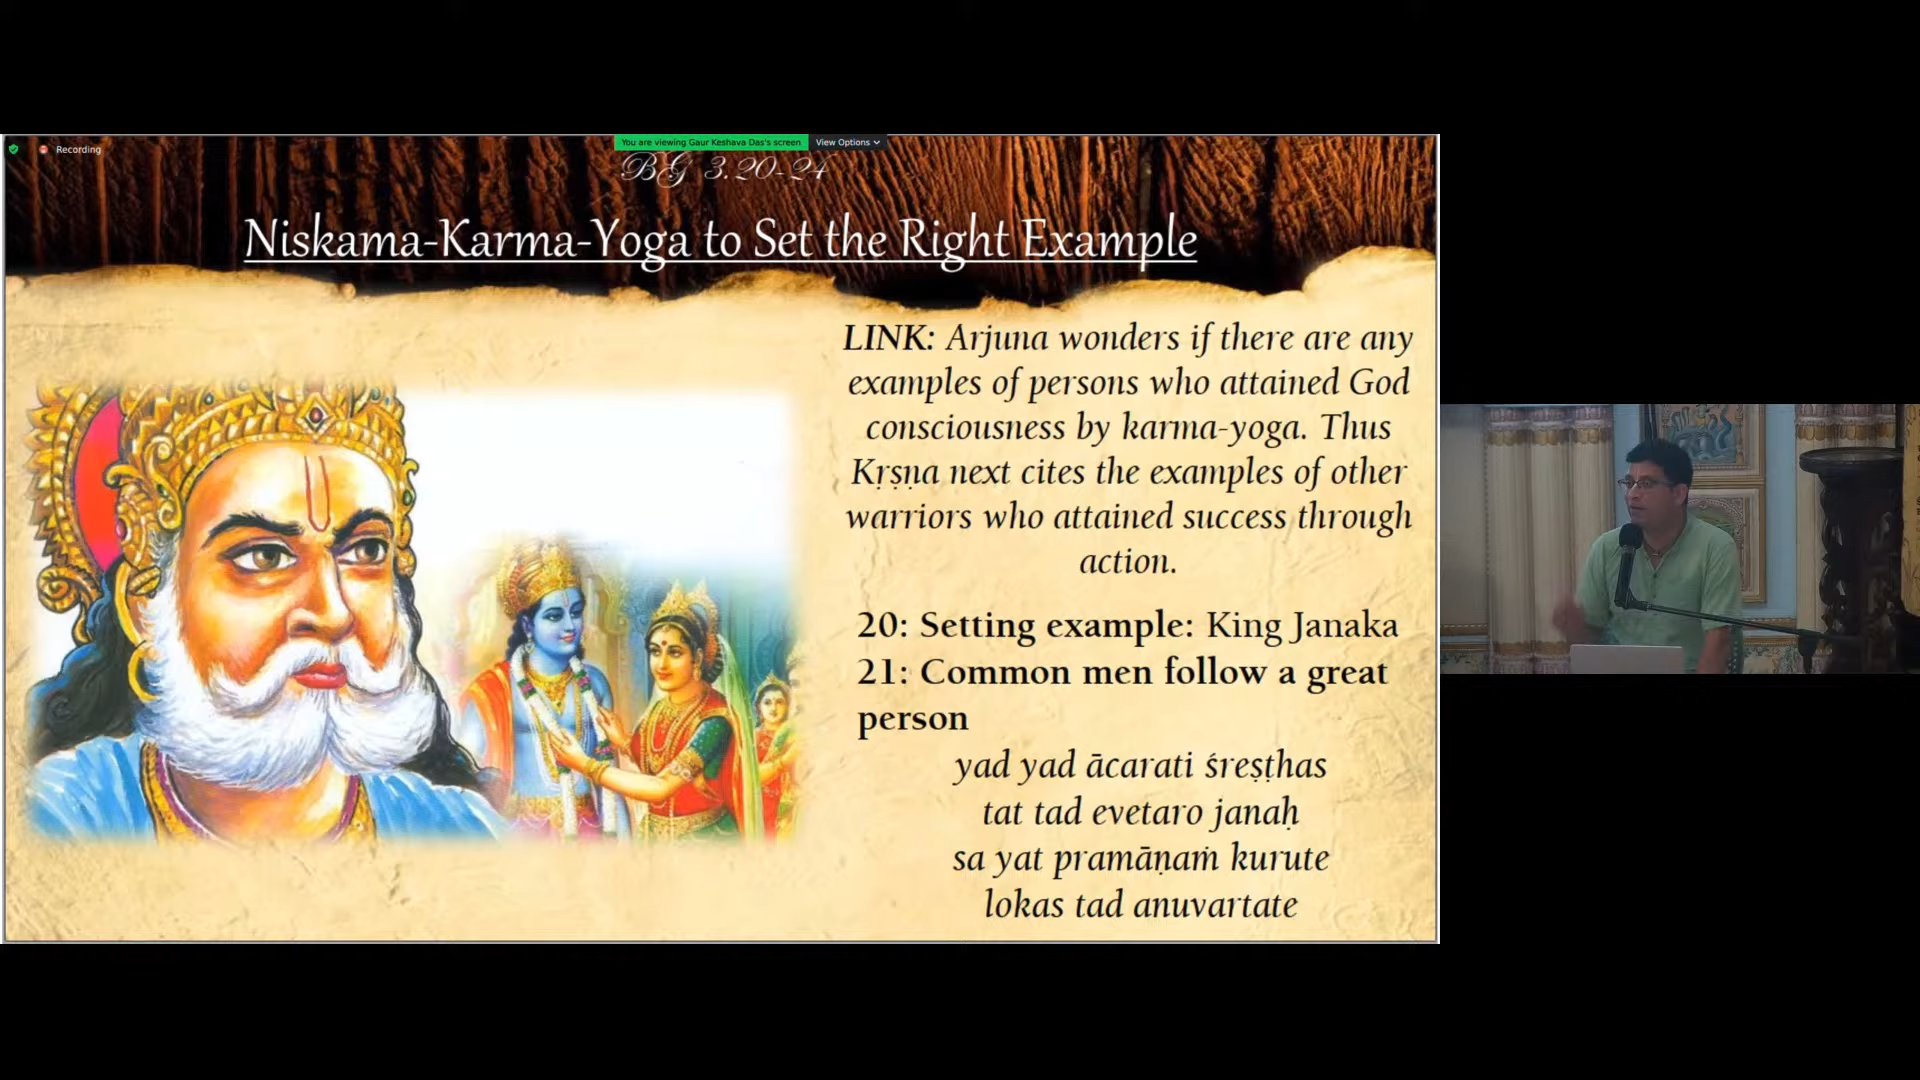 You are viewing Gaur Keshava Das's screen
View Options
Recording
BG 3.20-24
Niskama-Karma-Yoga to Set the Right Example
LINK: Arjuna wonders if there are any
examples of persons who attained God
consciousness by karma-yoga. Thus
Kṛṣṇa next cites the examples of other
warriors who attained success through
action.
20: Setting example: King Janaka
21: Common men follow a great
person
yad yad ācarati śreṣṭhas
tat tad evetaro janaḥ
sa yat pramāṇaṁ kurute
lokas tad anuvartate